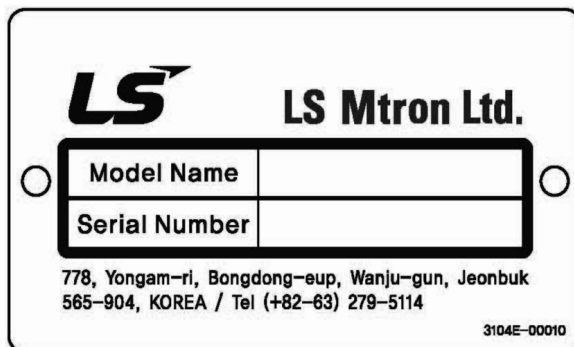 LS LS Mtron Ltd.
Model Name
Serial Number
778, Yongam-ri, Bongdong-eup, Wanju-gun, Jeonbuk
565-904, KOREA / Tel (+82-63) 279-5114
3104E-00010